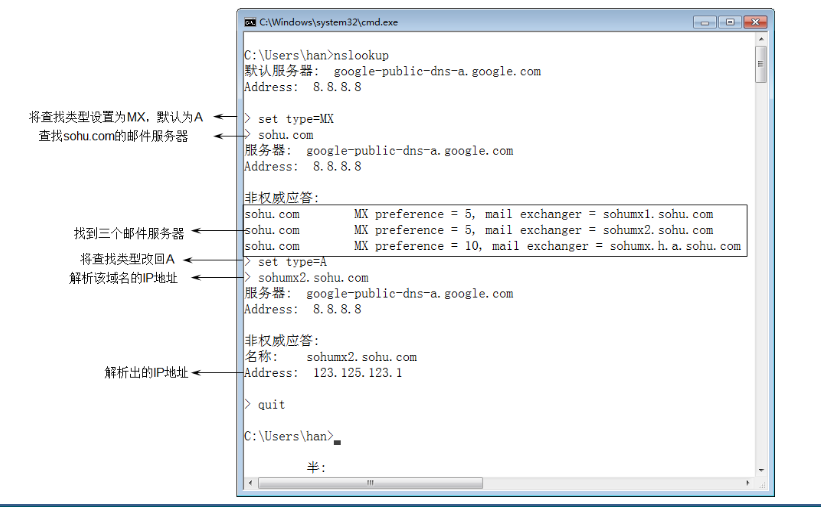 C:\Windows\system32\cmd.exe
C:\Users\han>nslookup
默认服务器:  google-public-dns-a.google.com
Address:  8.8.8.8
将查找类型设置为MX，默认为A
> set type=MX
查找sohu.com的邮件服务器
> sohu.com
服务器:  google-public-dns-a.google.com
Address:  8.8.8.8
非权威应答:
sohu.com        MX preference = 5, mail exchanger = sohumx1.sohu.com
找到三个邮件服务器
sohu.com        MX preference = 5, mail exchanger = sohumx2.sohu.com
sohu.com        MX preference = 10, mail exchanger = sohumx.h.a.sohu.com
将查找类型改回A
> set type=A
解析该域名的IP地址
> sohumx2.sohu.com
服务器:  google-public-dns-a.google.com
Address:  8.8.8.8
非权威应答:
名称:    sohumx2.sohu.com
解析出的IP地址
Address:  123.125.123.1
> quit
C:\Users\han>
半: